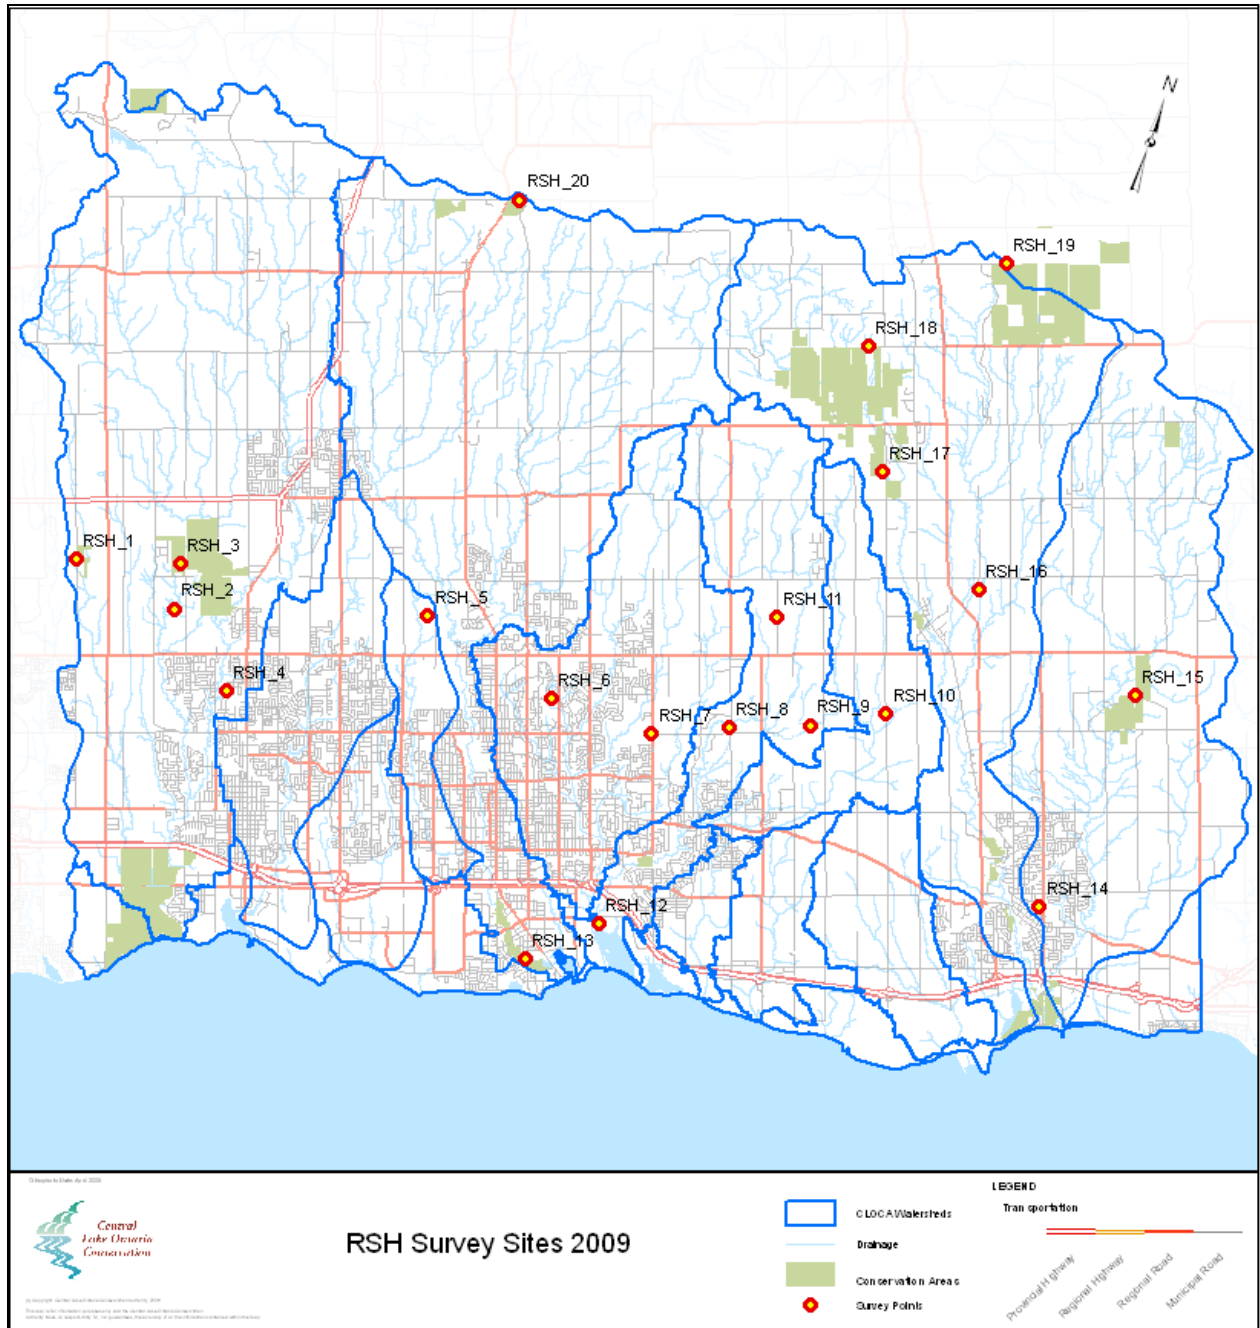 N
RSH_20
RSH_19
RSH_18
RSH_17
RSH_1
RSH_3
RSH_16
RSH_2
RSH_5
RSH_11
RSH_4
RSH_6
RSH_15
RSH_10
RSH_7
RSH_8
RSH_9
RSH_14
RSH_12
RSH_13
LEGEND
Central
Lake Ontario
Conservation
RSH Survey Sites 2009
CLOCA Watersheds
Drainage
Conservation Areas
Survey Points
Transportation
Provincial Highway
Regional Highway
Regional Road
Municipal Road